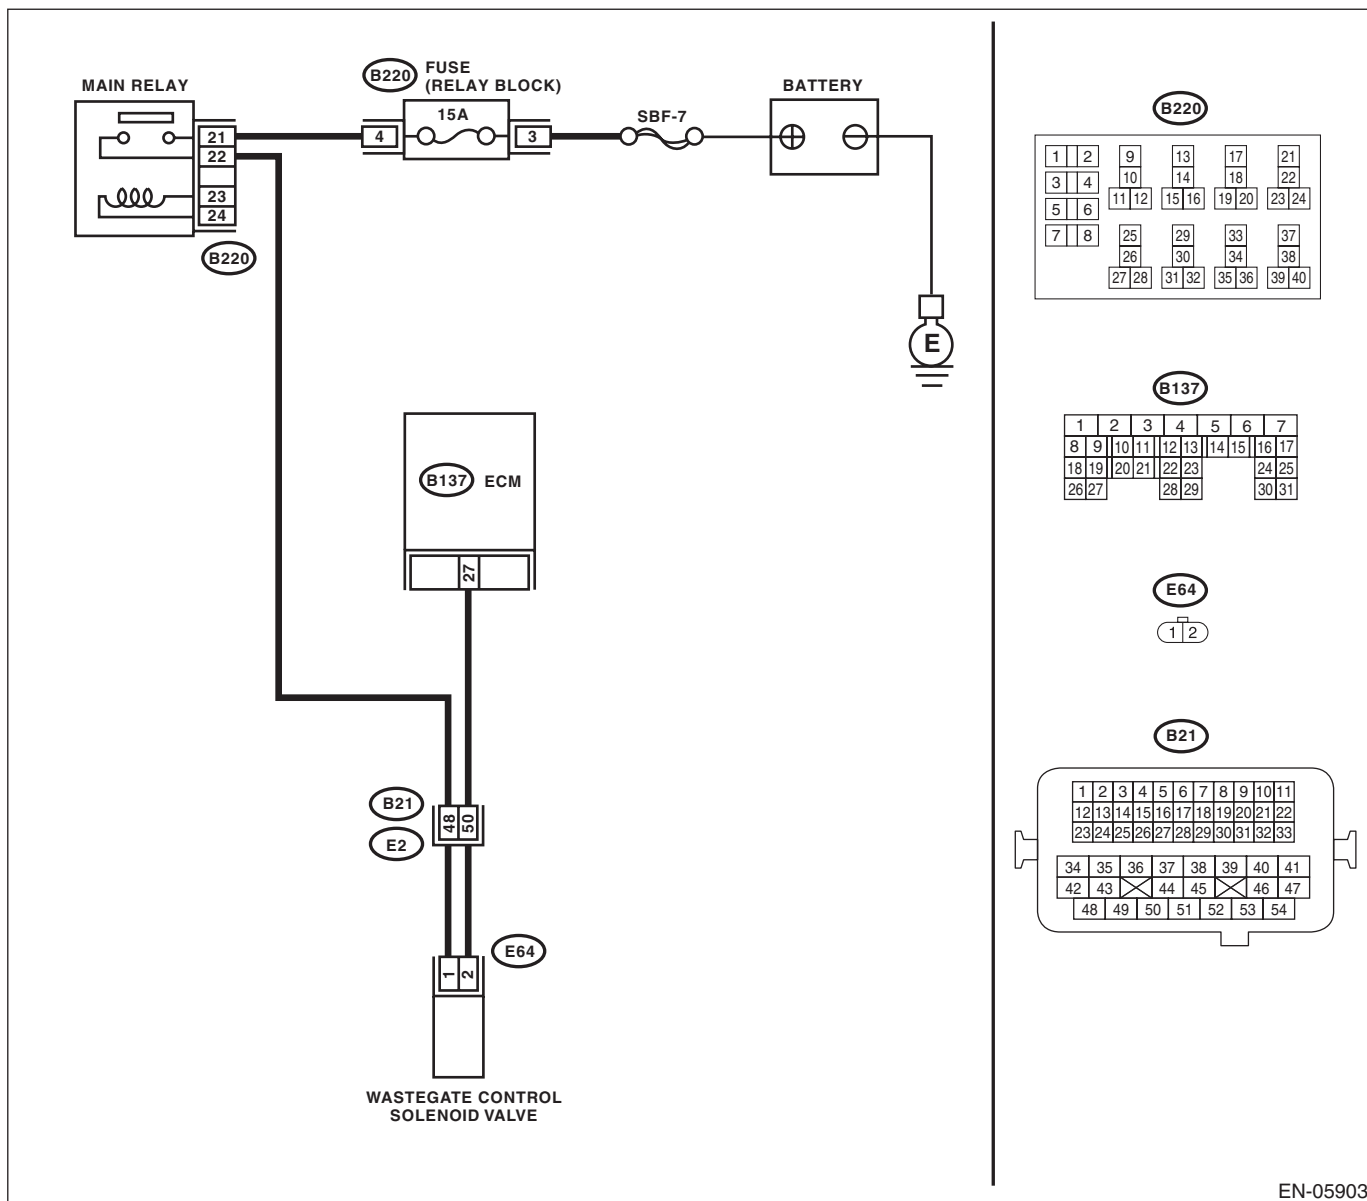 MAIN RELAY
B220
FUSE
(RELAY BLOCK)
15A
4
3
SBF-7
BATTERY
21
22
23
24
B220
E
B137 ECM
27
B21
E2
48 50
E64
1 2
WASTEGATE CONTROL
SOLENOID VALVE
B220
1 2 9 13 17 21
3 4 10 14 18 22
5 6 11 12 15 16 19 20 23 24
7 8 25 29 33 37
26 30 34 38
27 28 31 32 35 36 39 40
B137
1 2 3 4 5 6 7
8 9 10 11 12 13 14 15 16 17
18 19 20 21 22 23 24 25
26 27 28 29 30 31
E64
1 2
B21
1 2 3 4 5 6 7 8 9 10 11
12 13 14 15 16 17 18 19 20 21 22
23 24 25 26 27 28 29 30 31 32 33
34 35 36 37 38 39 40 41
42 43 44 45 46 47
48 49 50 51 52 53 54
EN-05903